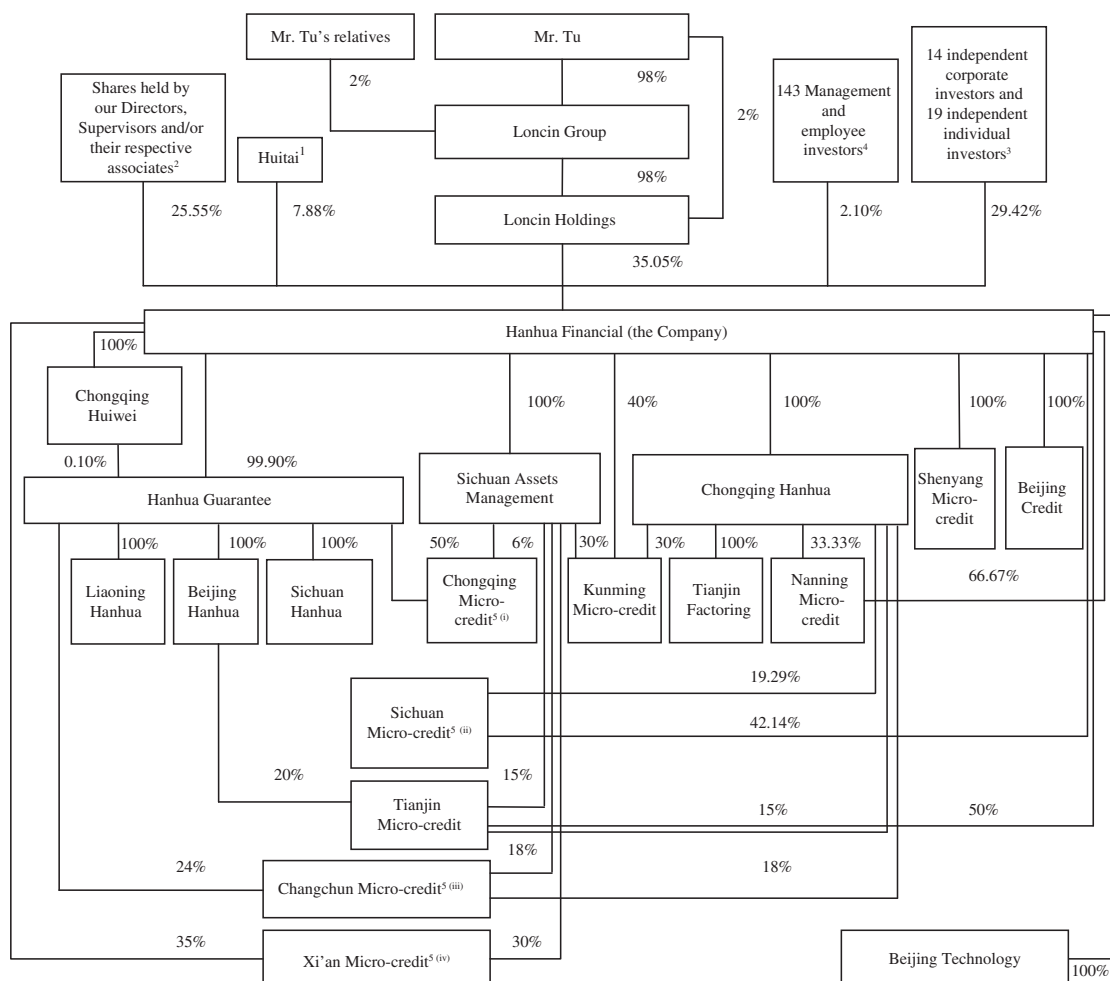 Mr. Tu's relatives
Mr. Tu
14 independent
corporate
investors and
19 independent
individual
investors3
Shares held by
our Directors,
Supervisors and/or
their respective
associates2
2%
98%
143 Management
and
employee
investors4
2%
Huitai1
Loncin Group
98%
25.55%
7.88%
Loncin Holdings
2.10%
29.42%
35.05%
Hanhua Financial (the Company)
100%
Chongqing
Huiwei
100%
40%
100%
100%
100%
0.10%
99.90%
Hanhua Guarantee
Sichuan Assets
Management
Chongqing Hanhua
Shenyang
Micro-
credit
Beijing
Credit
100%
100%
100%
50%
6%
30%
30%
100%
33.33%
66.67%
Liaoning
Hanhua
Beijing
Hanhua
Sichuan
Hanhua
Chongqing
Micro-
credit5 (i)
Kunming
Micro-credit
Tianjin
Factoring
Nanning
Micro-
credit
19.29%
Sichuan
Micro-credit5 (ii)
42.14%
20%
15%
Tianjin
Micro-credit
15%
50%
18%
24%
18%
Changchun Micro-credit5 (iii)
35%
30%
Xi'an Micro-credit5 (iv)
Beijing Technology
100%